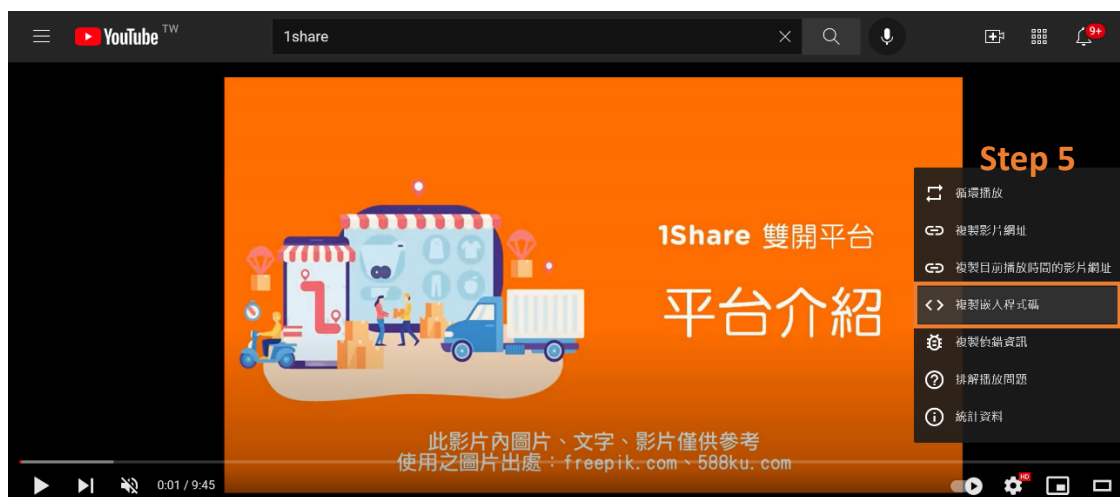 YouTube TW
1share
9+
Step 5
循環播放
複製影片網址
複製目前播放時間的影片網址
複製嵌入程式碼
複製偵錯資訊
排解播放問題
統計資料
1Share 雙開平台
平台介紹
此影片內圖片、文字、影片僅供參考
使用之圖片出處：freepik.com、588ku.com
0:01 / 9:45
HD